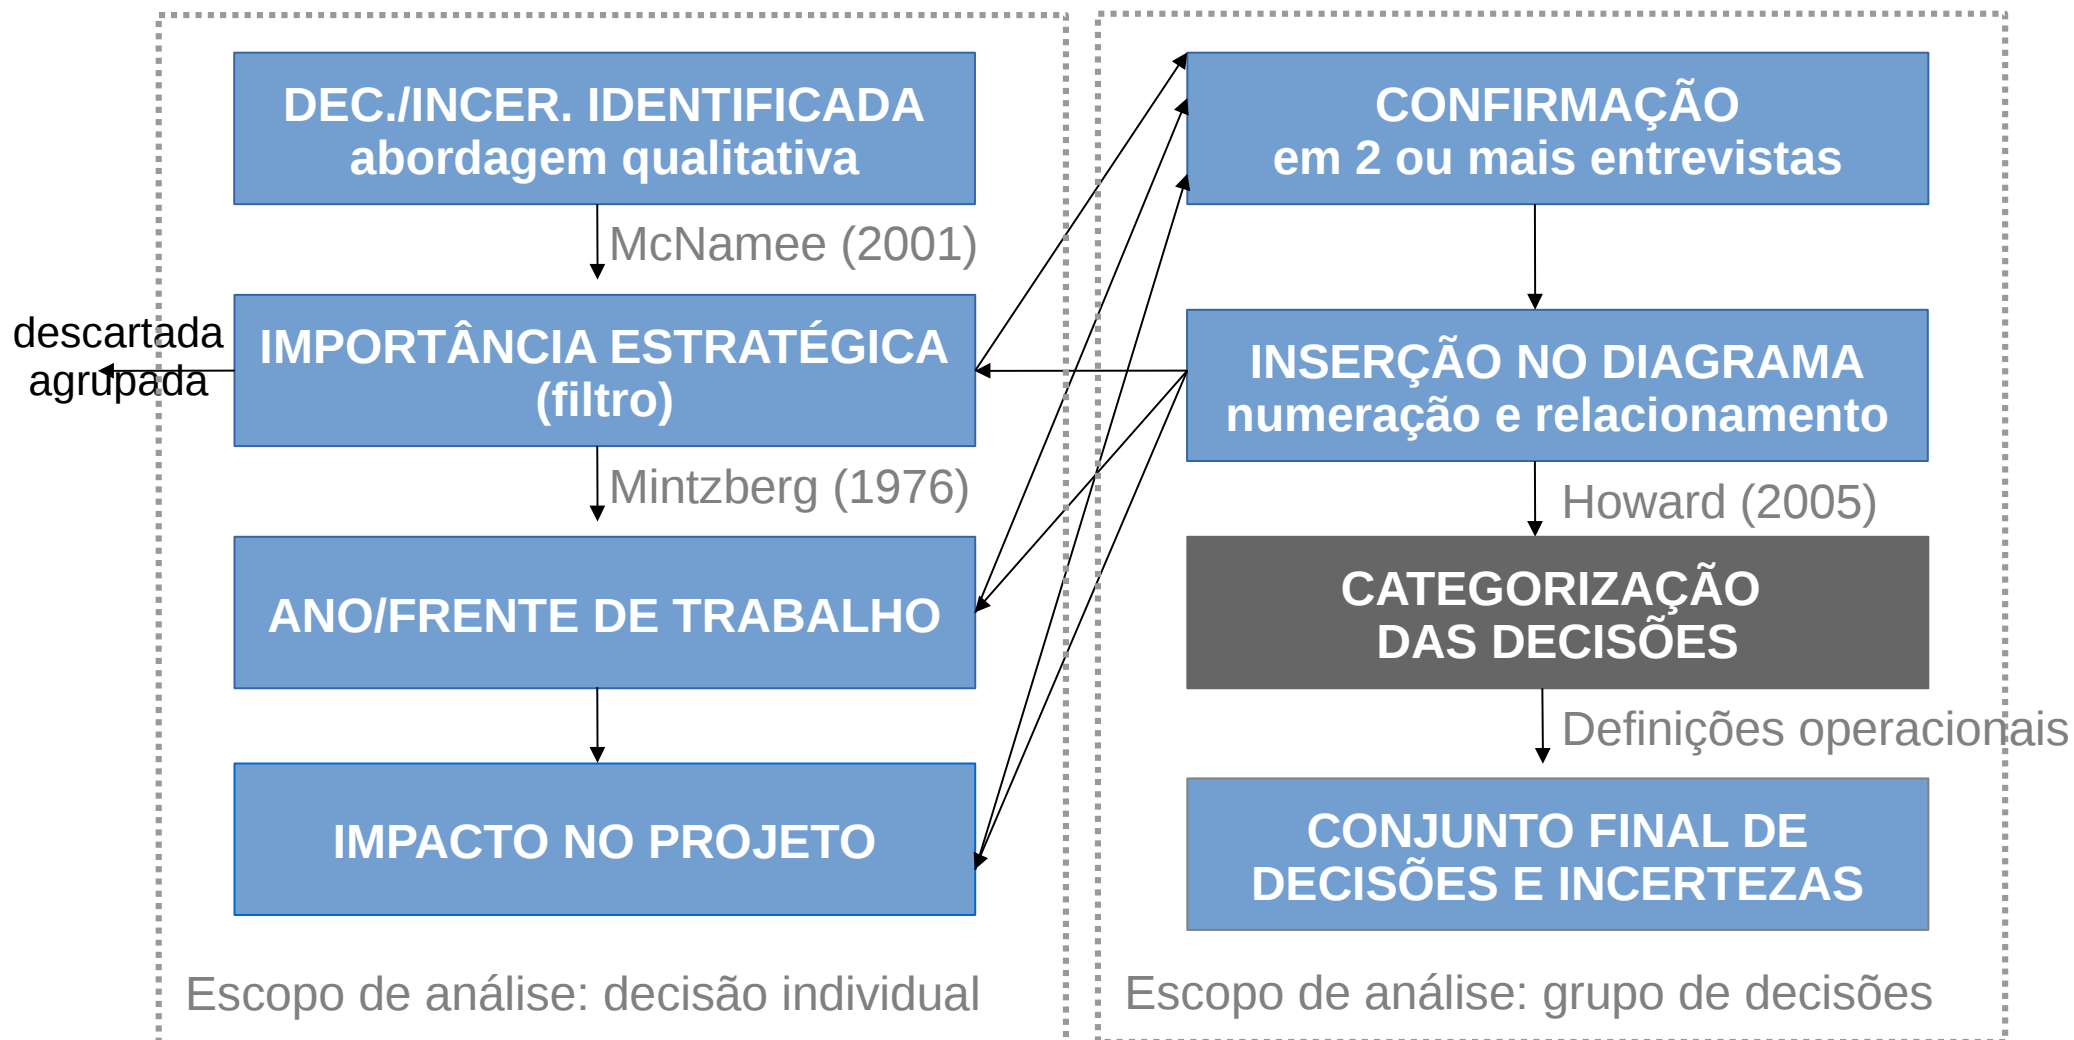 DEC./INCER. IDENTIFICADA
abordagem qualitativa
McNamee (2001)
descartada
agrupada
IMPORTÂNCIA ESTRATÉGICA
(filtro)
Mintzberg (1976)
ANO/FRENTE DE TRABALHO
IMPACTO NO PROJETO
Escopo de análise: decisão individual
CONFIRMAÇÃO
em 2 ou mais entrevistas
INSERÇÃO NO DIAGRAMA
numeração e relacionamento
Howard (2005)
CATEGORIZAÇÃO
DAS DECISÕES
Definições operacionais
CONJUNTO FINAL DE
DECISÕES E INCERTEZAS
Escopo de análise: grupo de decisões